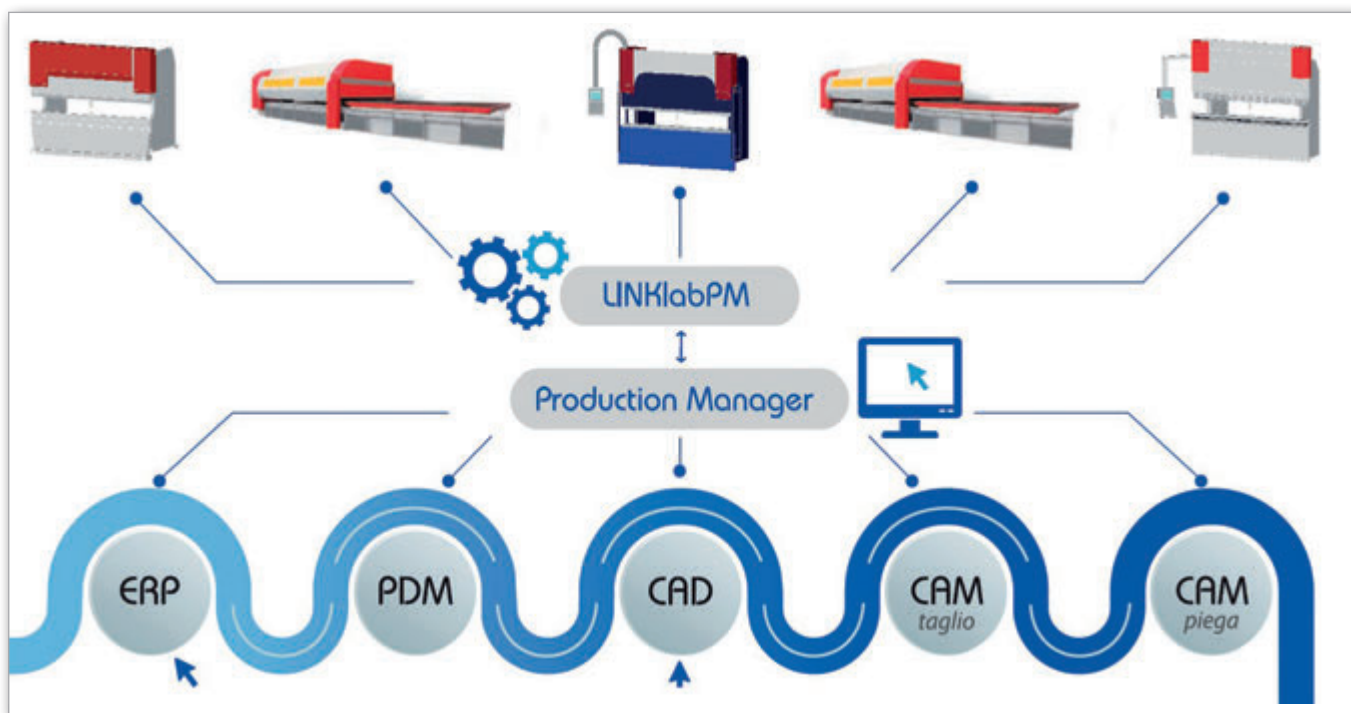 LINKlabPM
Production Manager
ERP
PDM
CAD
CAM
taglio
CAM
piega